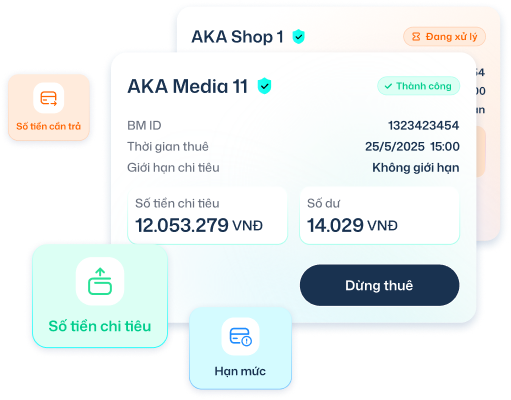 AKA Shop 1
Đang xử lý
AKA Media 11
Thành công
BM ID
1323423454
Thời gian thuê
25/5/2025 15:00
Giới hạn chi tiêu
Không giới hạn
Số tiền cần trả
Số tiền chi tiêu
12.053.279 VNĐ
Số dư
14.029 VNĐ
Dừng thuê
Số tiền chi tiêu
Hạn mức